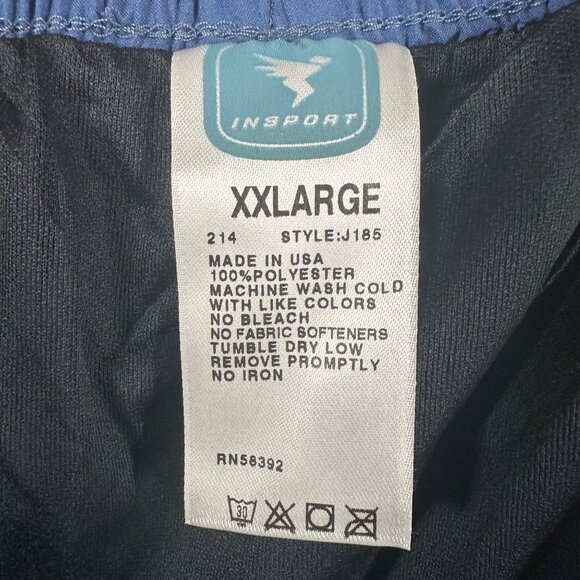 INSPORT
XXLARGE
214 STYLE:J185
MADE IN USA
100%POLYESTER
MACHINE WASH COLD
WITH LIKE COLORS
NO BLEACH
NO FABRIC SOFTENERS
TUMBLE DRY LOW
REMOVE PROMPTLY
NO IRON
RN58392
30